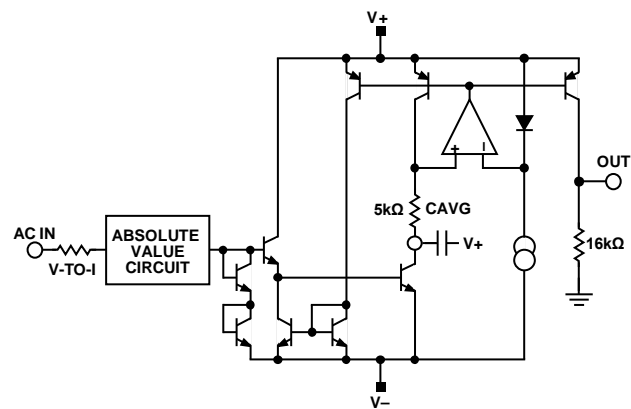 V+
OUT
5kΩ CAVG
V+
16kΩ
AC IN
V-TO-I
ABSOLUTE
VALUE
CIRCUIT
+ –
V–